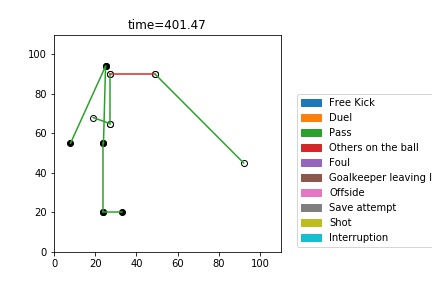 time=401.47
100
80
60
40
20
0
0 20 40 60 80 100
Free Kick
Duel
Pass
Others on the ball
Foul
Goalkeeper leaving l
Offside
Save attempt
Shot
Interruption